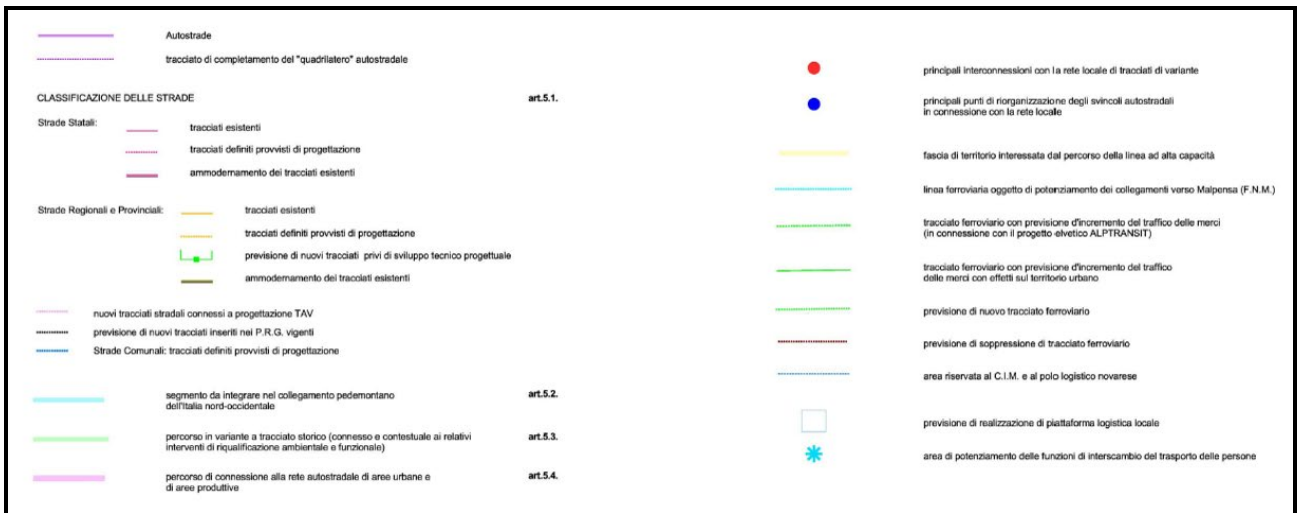 Autostrade
tracciato di completamento del "quadrilatero" autostradale
CLASSIFICAZIONE DELLE STRADE art.5.1.
Strade Statali:
tracciati esistenti
tracciati definiti provvisti di progettazione
ammodernamento dei tracciati esistenti
Strade Regionali e Provinciali:
tracciati esistenti
tracciati definiti provvisti di progettazione
previsione di nuovi tracciati privi di sviluppo tecnico progettuale
ammodernamento dei tracciati esistenti
nuovi tracciati stradali connessi a progettazione TAV
previsione di nuovi tracciati inseriti nei P.R.G. vigenti
Strade Comunali: tracciati definiti provvisti di progettazione
segmento da integrare nel collegamento pedemontano art.5.2.
dell'Italia nord-occidentale
percorso in variante a tracciato storico (connesso e contestuale ai relativi art.5.3.
interventi di riqualificazione ambientale e funzionale)
percorso di connessione alla rete autostradale di aree urbane e art.5.4.
di aree produttive
principali interconnessioni con la rete locale di tracciati di variante
principali punti di riorganizzazione degli svincoli autostradali
in connessione con la rete locale
fascia di territorio interessata dal percorso della linea ad alta capacità
linea ferroviaria oggetto di potenziamento dei collegamenti verso Malpensa (F.N.M.)
tracciato ferroviario con previsione d'incremento del traffico delle merci
(in connessione con il progetto elvetico ALPTRANSIT)
tracciato ferroviario con previsione d'incremento del traffico
delle merci con effetti sul territorio urbano
previsione di nuovo tracciato ferroviario
previsione di soppressione di tracciato ferroviario
area riservata al C.I.M. e al polo logistico novarese
previsione di realizzazione di piattaforma logistica locale
area di potenziamento delle funzioni di interscambio del trasporto delle persone